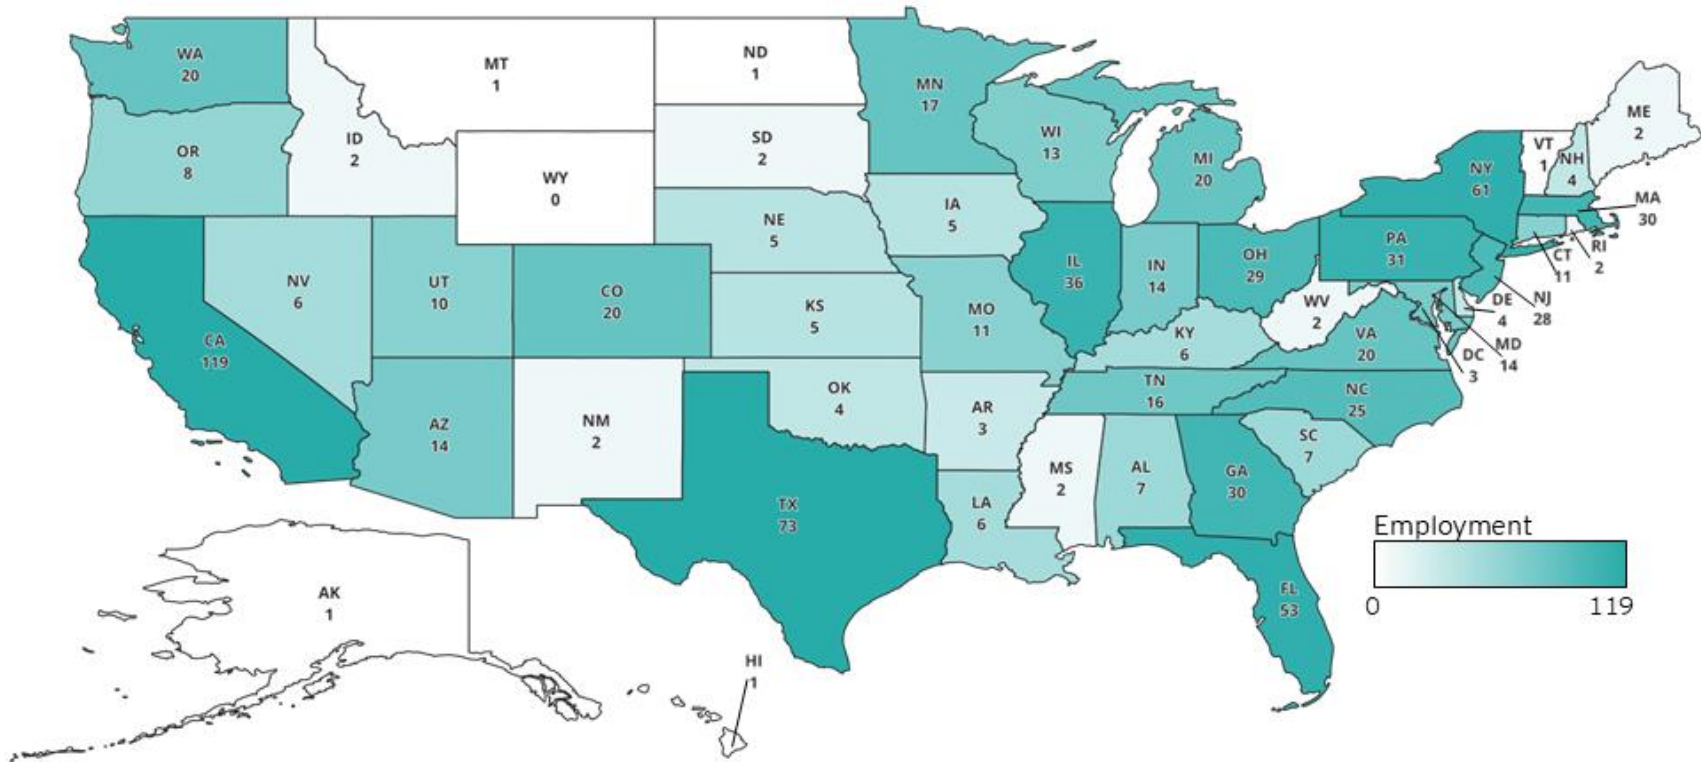 WA
20
MT
1
ND
1
MN
17
ME
2
OR
8
ID
2
SD
2
WI
13
MI
20
VT
1
NH
4
NY
61
WY
0
MA
30
NE
5
IA
5
PA
31
RI
2
CT
11
NV
6
UT
10
CO
20
IL
36
IN
14
OH
29
NJ
28
DE
4
MD
14
DC
3
CA
119
KS
5
MO
11
WV
2
KY
6
VA
20
AZ
14
NM
2
OK
4
AR
3
TN
16
NC
25
SC
7
TX
73
LA
6
MS
2
AL
7
GA
30
FL
53
Employment
0 119
AK
1
HI
1